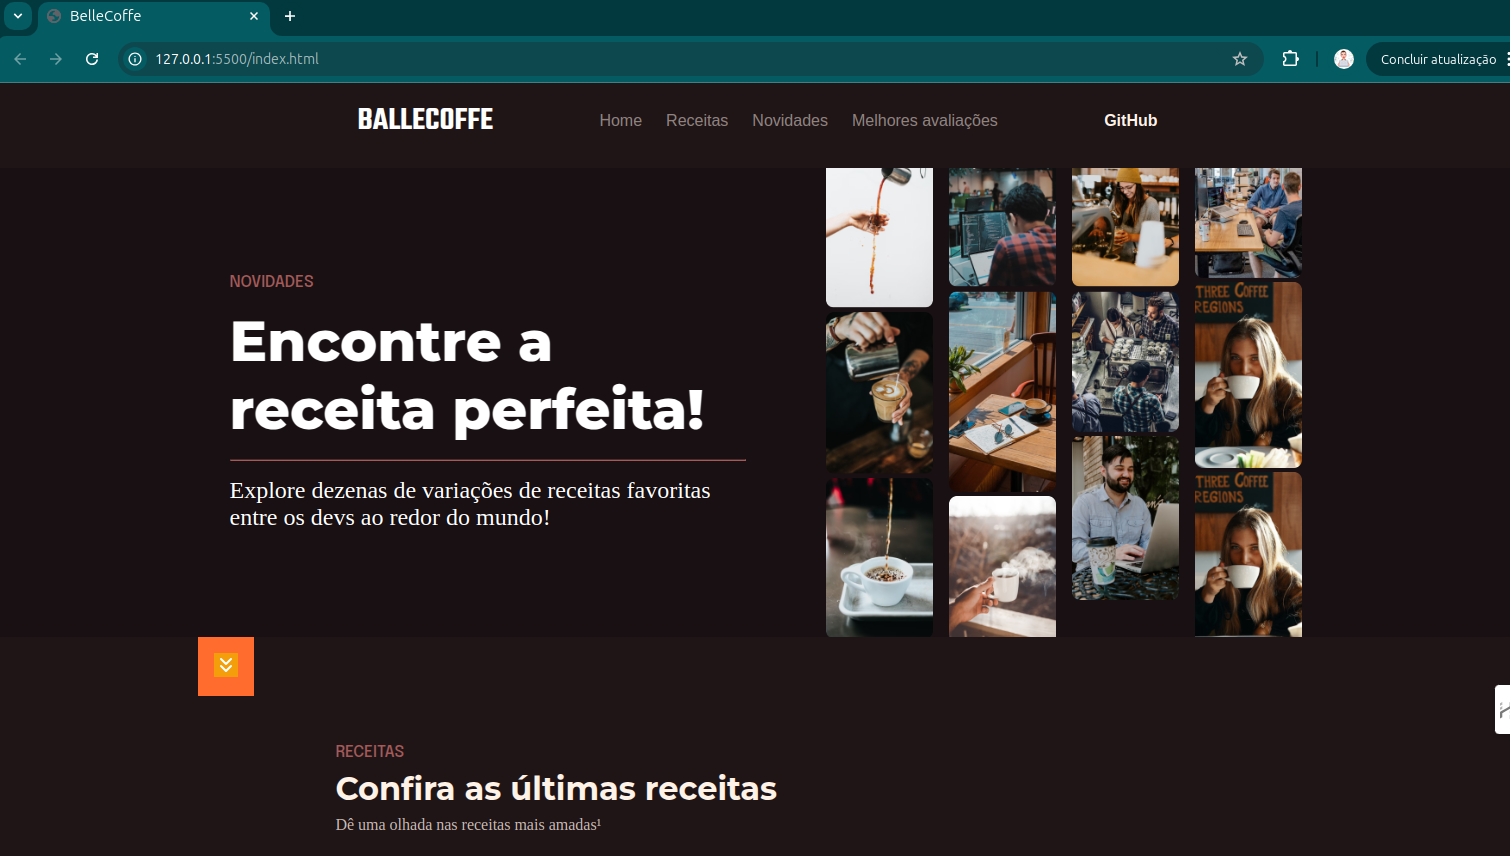 BelleCoffe
127.0.0.1:5500/index.html
Concluir atualização
BALLECOFFE
Home
Receitas
Novidades
Melhores avaliações
GitHub
NOVIDADES
Encontre a
receita perfeita!
Explore dezenas de variações de receitas favoritas
entre os devs ao redor do mundo!
THREE COFFEE
REGIONS
THREE COFFEE
REGIONS
RECEITAS
Confira as últimas receitas
Dê uma olhada nas receitas mais amadas¹